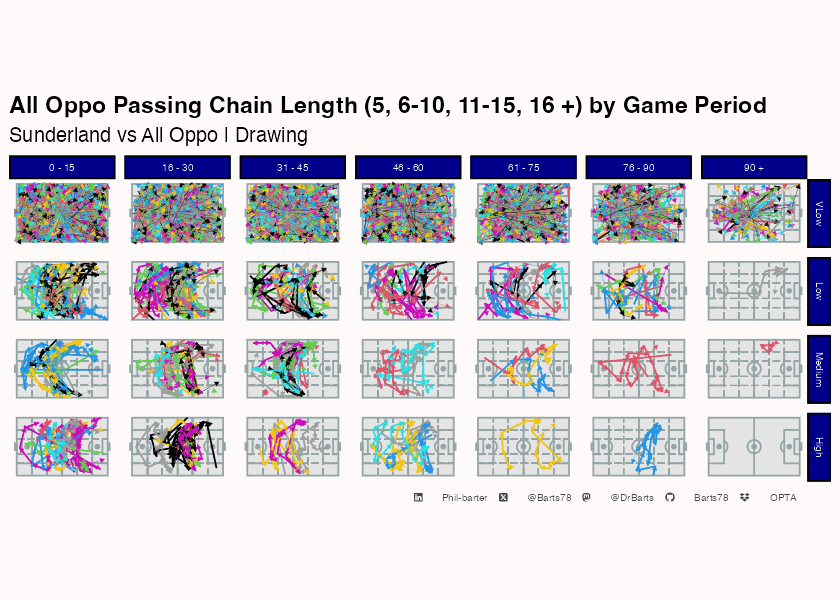 All Oppo Passing Chain Length (5, 6-10, 11-15, 16 +) by Game Period
Sunderland vs All Oppo I Drawing
0 - 15
16 - 30
31 - 45
46 - 60
61 - 75
76 - 90
90 +
V.Low
Low
Medium
High
Phil-barter @Barts78 @DrBarts Barts78 OPTA